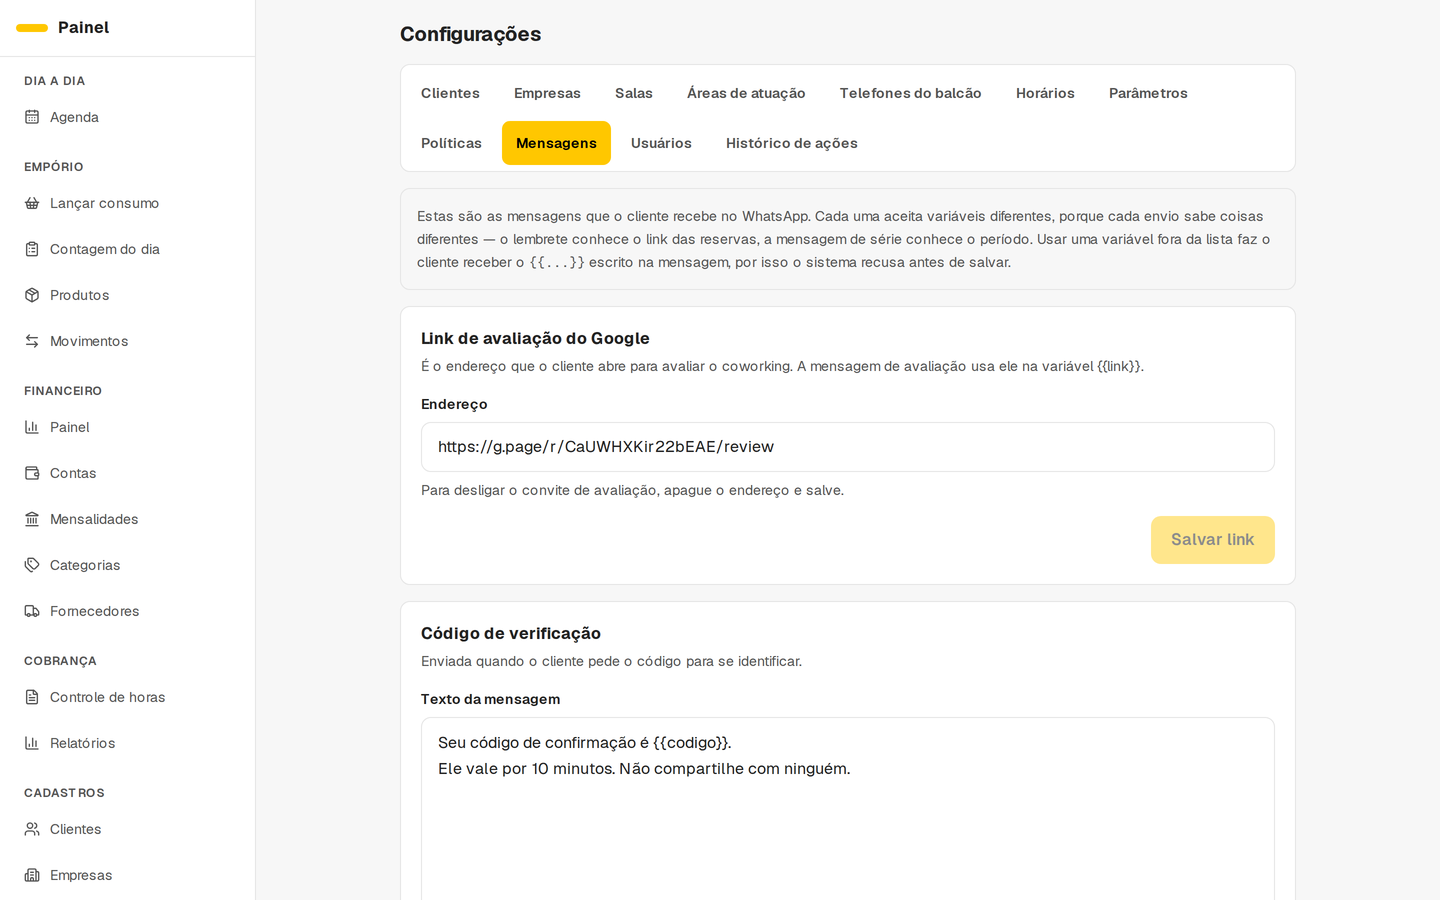 Painel
DIA A DIA
Agenda
EMPÓRIO
Lançar consumo
Contagem do dia
Produtos
Movimentos
FINANCEIRO
Painel
Contas
Mensalidades
Categorias
Fornecedores
COBRANÇA
Controle de horas
Relatórios
CADASTROS
Clientes
Empresas
Configurações
Clientes Empresas Salas Áreas de atuação Telefones do balcão Horários Parâmetros
Políticas Mensagens Usuários Histórico de ações
Estas são as mensagens que o cliente recebe no WhatsApp. Cada uma aceita variáveis diferentes, porque cada envio sabe coisas
diferentes — o lembrete conhece o link das reservas, a mensagem de série conhece o período. Usar uma variável fora da lista faz o
cliente receber o {{...}} escrito na mensagem, por isso o sistema recusa antes de salvar.
Link de avaliação do Google
É o endereço que o cliente abre para avaliar o coworking. A mensagem de avaliação usa ele na variável {{link}}.
Endereço
https://g.page/r/CaUWHXKir22bEAE/review
Para desligar o convite de avaliação, apague o endereço e salve.
Salvar link
Código de verificação
Enviada quando o cliente pede o código para se identificar.
Texto da mensagem
Seu código de confirmação é {{codigo}}.
Ele vale por 10 minutos. Não compartilhe com ninguém.